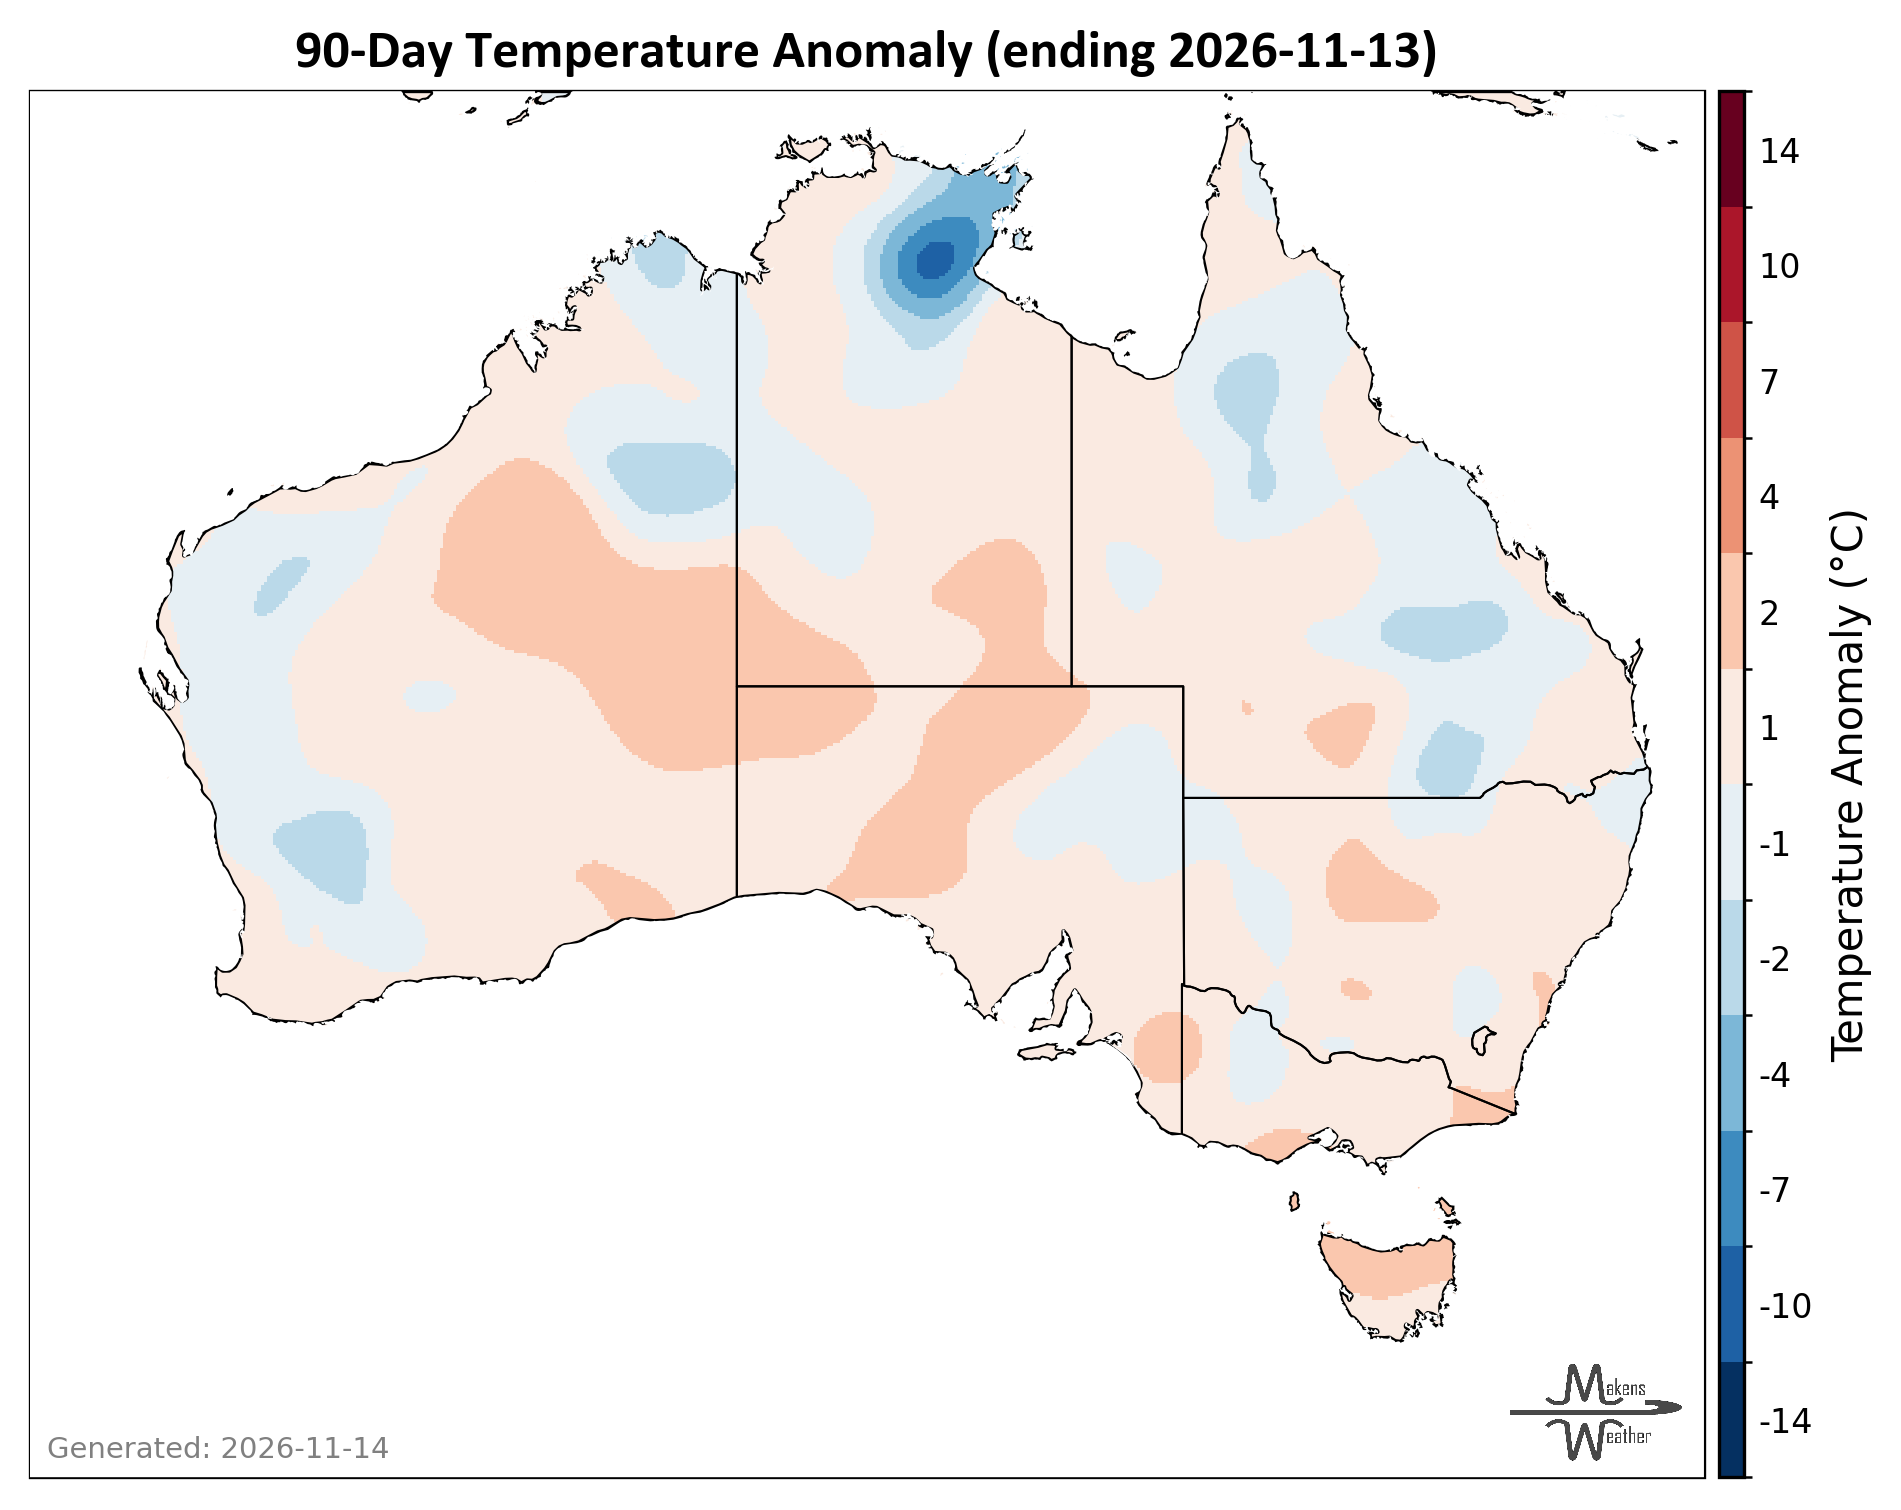 90-Day Temperature Anomaly (ending 2026-11-13)
14
10
7
4
2
1
-1
-2
-4
-7
-10
-14
Temperature Anomaly (°C)
Makens
Weather
Generated: 2026-11-14